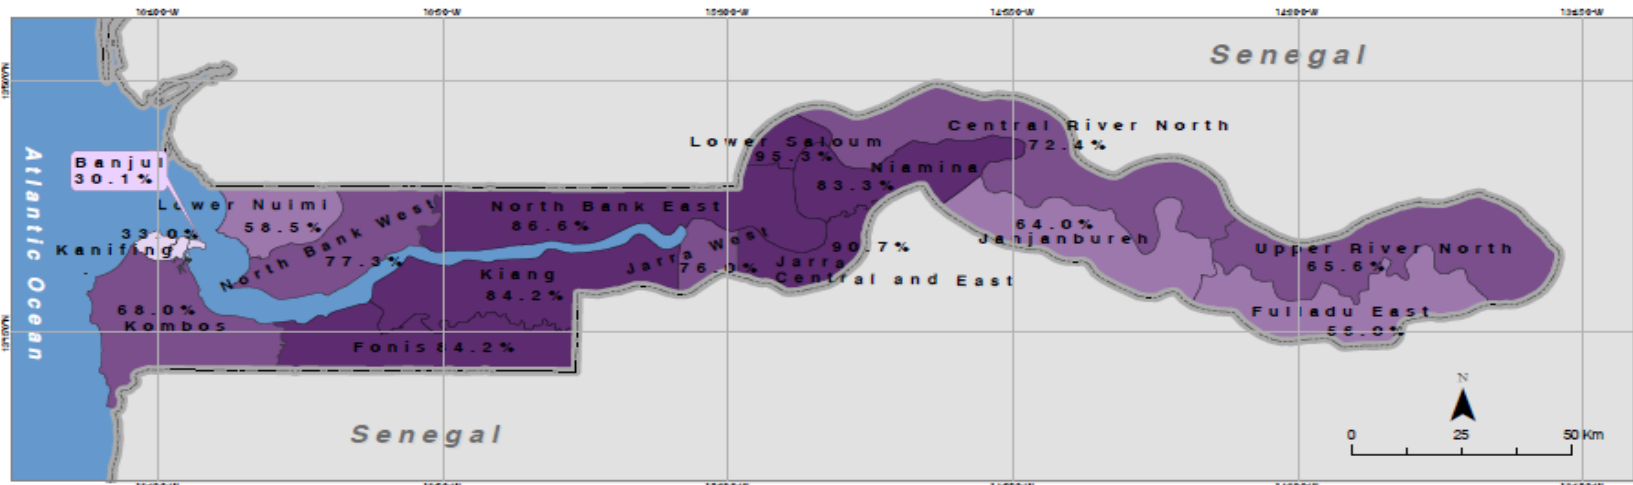 Senegal
Central River North
72.4%
Lower Saloum
95.3%
Niamina
83.3%
Atlantic Ocean
Banjul
30.1%
Lower Nuimi
58.5%
North Bank West
77.3%
North Bank East
86.6%
33.0%
Kanifing
Jarra West
76.0%
90.7%
Jarra
Central and East
64.0%
Janjanbureh
Upper River North
65.6%
Kiang
84.2%
68.0%
Kombos
Fulladu East
Fonis 84.2%
Senegal
N
0 25 50 Km